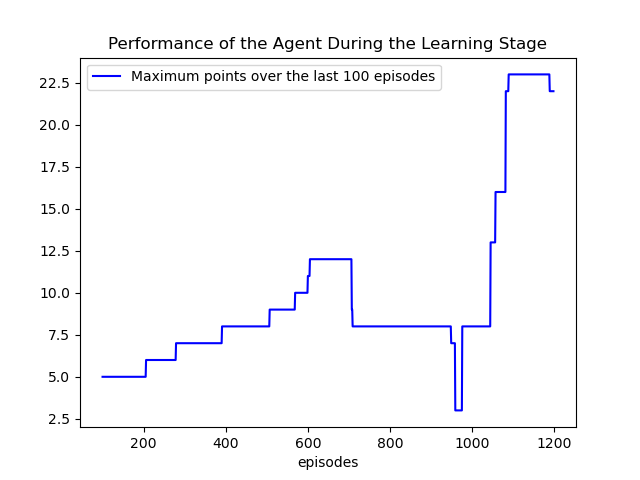 Performance of the Agent During the Learning Stage
Maximum points over the last 100 episodes
22.5
20.0
17.5
15.0
12.5
10.0
7.5
5.0
2.5
200 400 600 800 1000 1200
episodes